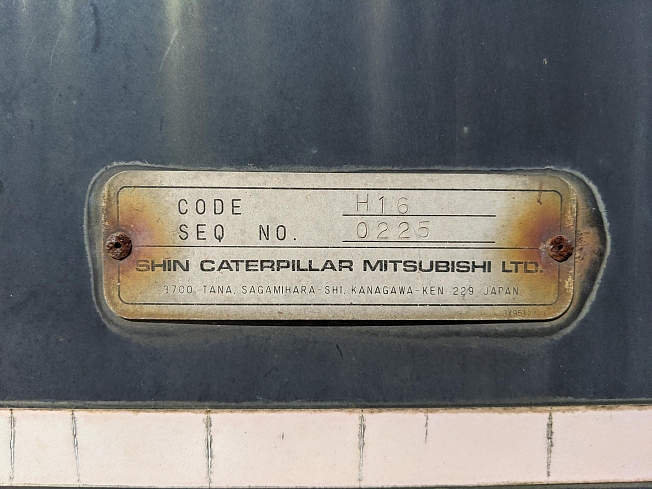 CODE H16
SEQ NO. 0225
SHIN CATERPILLAR MITSUBISHI LTD.
3700 TANA, SAGAMIHARA-SHI, KANAGAWA-KEN 229 JAPAN